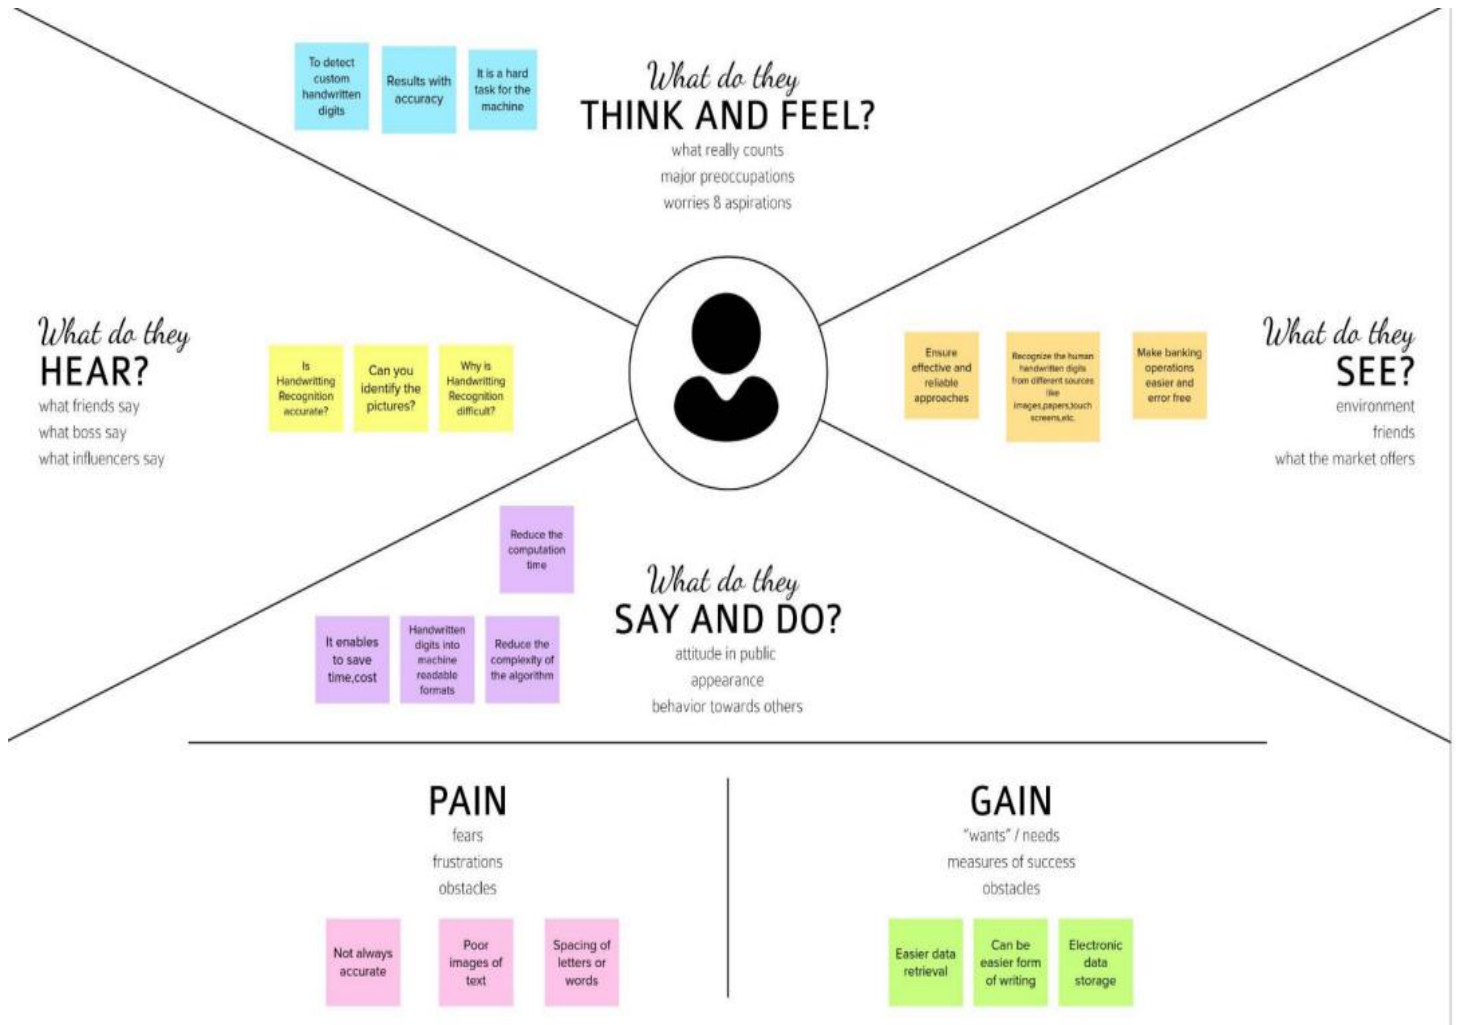 To detect
custom
handwritten
digits
Results with
accuracy
It is a hard
task for the
machine
What do they
THINK AND FEEL?
what really counts
major preoccupations
worries & aspirations
What do they
HEAR?
what friends say
what boss say
what influencers say
Is
Handwritting
Recognition
accurate?
Can you
identify the
pictures?
Why is
Handwritting
Recognition
difficult?
Ensure
effective and
reliable
approaches
Recognize the human
handwritten digits
from different sources
like
images,papers,touch
screens,etc.
Make banking
operations
easier and
error free
What do they
SEE?
environment
friends
what the market offers
Reduce the
computation
time
It enables
to save
time,cost
Handwritten
digits into
machine
readable
formats
Reduce the
complexity of
the algorithm
What do they
SAY AND DO?
attitude in public
appearance
behavior towards others
PAIN
fears
frustrations
obstacles
Not always
accurate
Poor
images of
text
Spacing of
letters or
words
GAIN
"wants" / needs
measures of success
obstacles
Easier data
retrieval
Can be
easier form
of writing
Electronic
data
storage